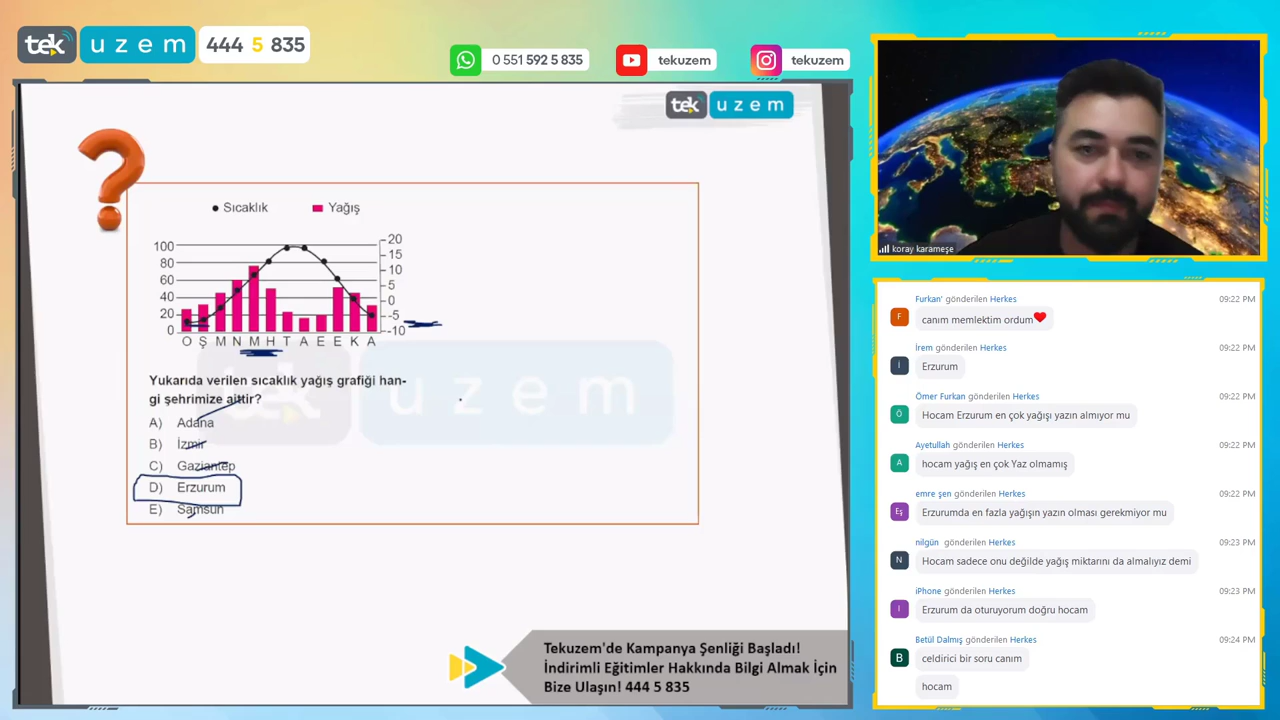 tek uzem 444 5 835
0 551 592 5 835
tekuzem
tekuzem
tek uzem
Sıcaklık Yağış
100
80
60
40
20
0
20
15
10
5
0
-5
-10
O Ş M N M H T A E E K A
Yukarıda verilen sıcaklık yağış grafiği han-
gi şehrimize aittir?
A) Adana
B) İzmir
C) Gaziantep
D) Erzurum
E) Samsun
tek uzem
Tekuzem'de Kampanya Şenliği Başladı!
İndirimli Eğitimler Hakkında Bilgi Almak İçin
Bize Ulaşın! 444 5 835
koray karameşe
Furkan' gönderilen Herkes 09:22 PM
F canım memlektim ordum❤
İrem gönderilen Herkes 09:22 PM
İ Erzurum
Ömer Furkan gönderilen Herkes 09:22 PM
Ö Hocam Erzurum en çok yağışı yazın almıyor mu
Ayetullah gönderilen Herkes 09:22 PM
A hocam yağış en çok Yaz olmamış
emre şen gönderilen Herkes 09:22 PM
Eş Erzurumda en fazla yağışın yazın olması gerekmiyor mu
nilgün gönderilen Herkes 09:23 PM
N Hocam sadece onu değilde yağış miktarını da almalıyız demi
iPhone gönderilen Herkes 09:23 PM
I Erzurum da oturuyorum doğru hocam
Betül Dalmış gönderilen Herkes 09:24 PM
B celdirici bir soru canım
hocam